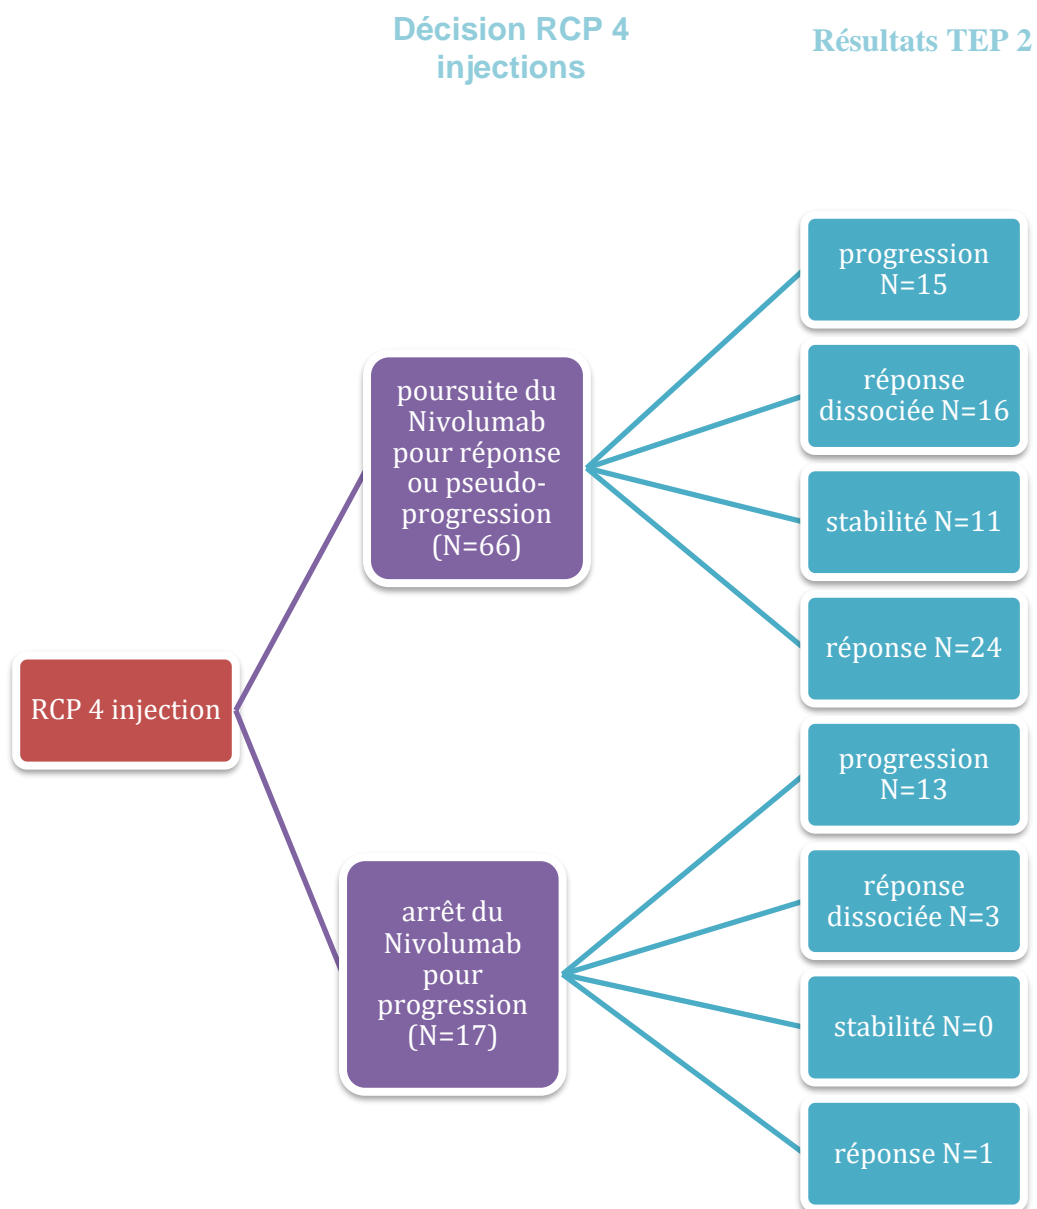 Décision RCP 4
injections
Résultats TEP 2
RCP 4 injection
poursuite du
Nivolumab
pour réponse
ou pseudo-
progression
(N=66)
progression
N=15
réponse
dissociée N=16
stabilité N=11
réponse N=24
arrêt du
Nivolumab
pour
progression
(N=17)
progression
N=13
réponse
dissociée N=3
stabilité N=0
réponse N=1